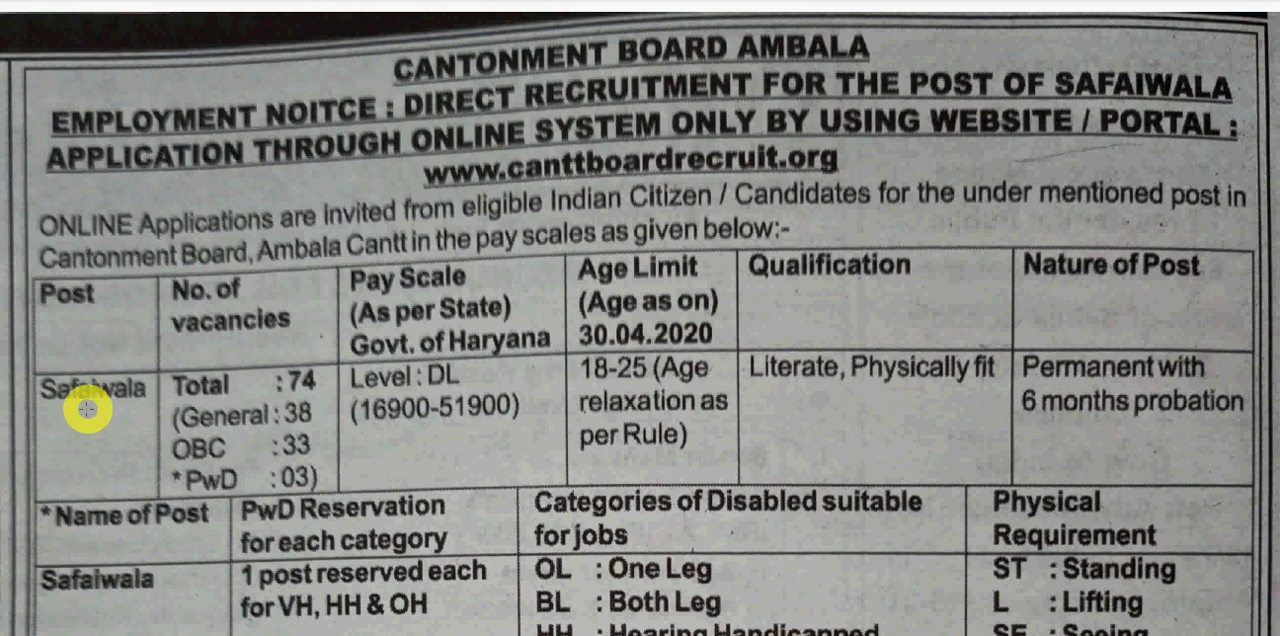 CANTONMENT BOARD AMBALA
EMPLOYMENT NOITCE : DIRECT RECRUITMENT FOR THE POST OF SAFAIWALA
APPLICATION THROUGH ONLINE SYSTEM ONLY BY USING WEBSITE / PORTAL :
www.canttboardrecruit.org
ONLINE Applications are Invited from eligible Indian Citizen / Candidates for the under mentioned post in
Cantonment Board, Ambala Cantt in the pay scales as given below:-
Post
No. of
vacancies
Pay Scale
(As per State)
Govt. of Haryana
Age Limit
(Age as on)
30.04.2020
Qualification
Nature of Post
Safaiwala
Total : 74
(General : 38
OBC : 33
*PwD : 03)
Level : DL
(16900-51900)
18-25 (Age
relaxation as
per Rule)
Literate, Physically fit
Permanent with
6 months probation
* Name of Post
PwD Reservation
for each category
Categories of Disabled suitable
for jobs
Physical
Requirement
Safaiwala
1 post reserved each
for VH, HH & OH
OL : One Leg
BL : Both Leg
HH : Hearing Handicapped
ST : Standing
L : Lifting
SE : Seeing